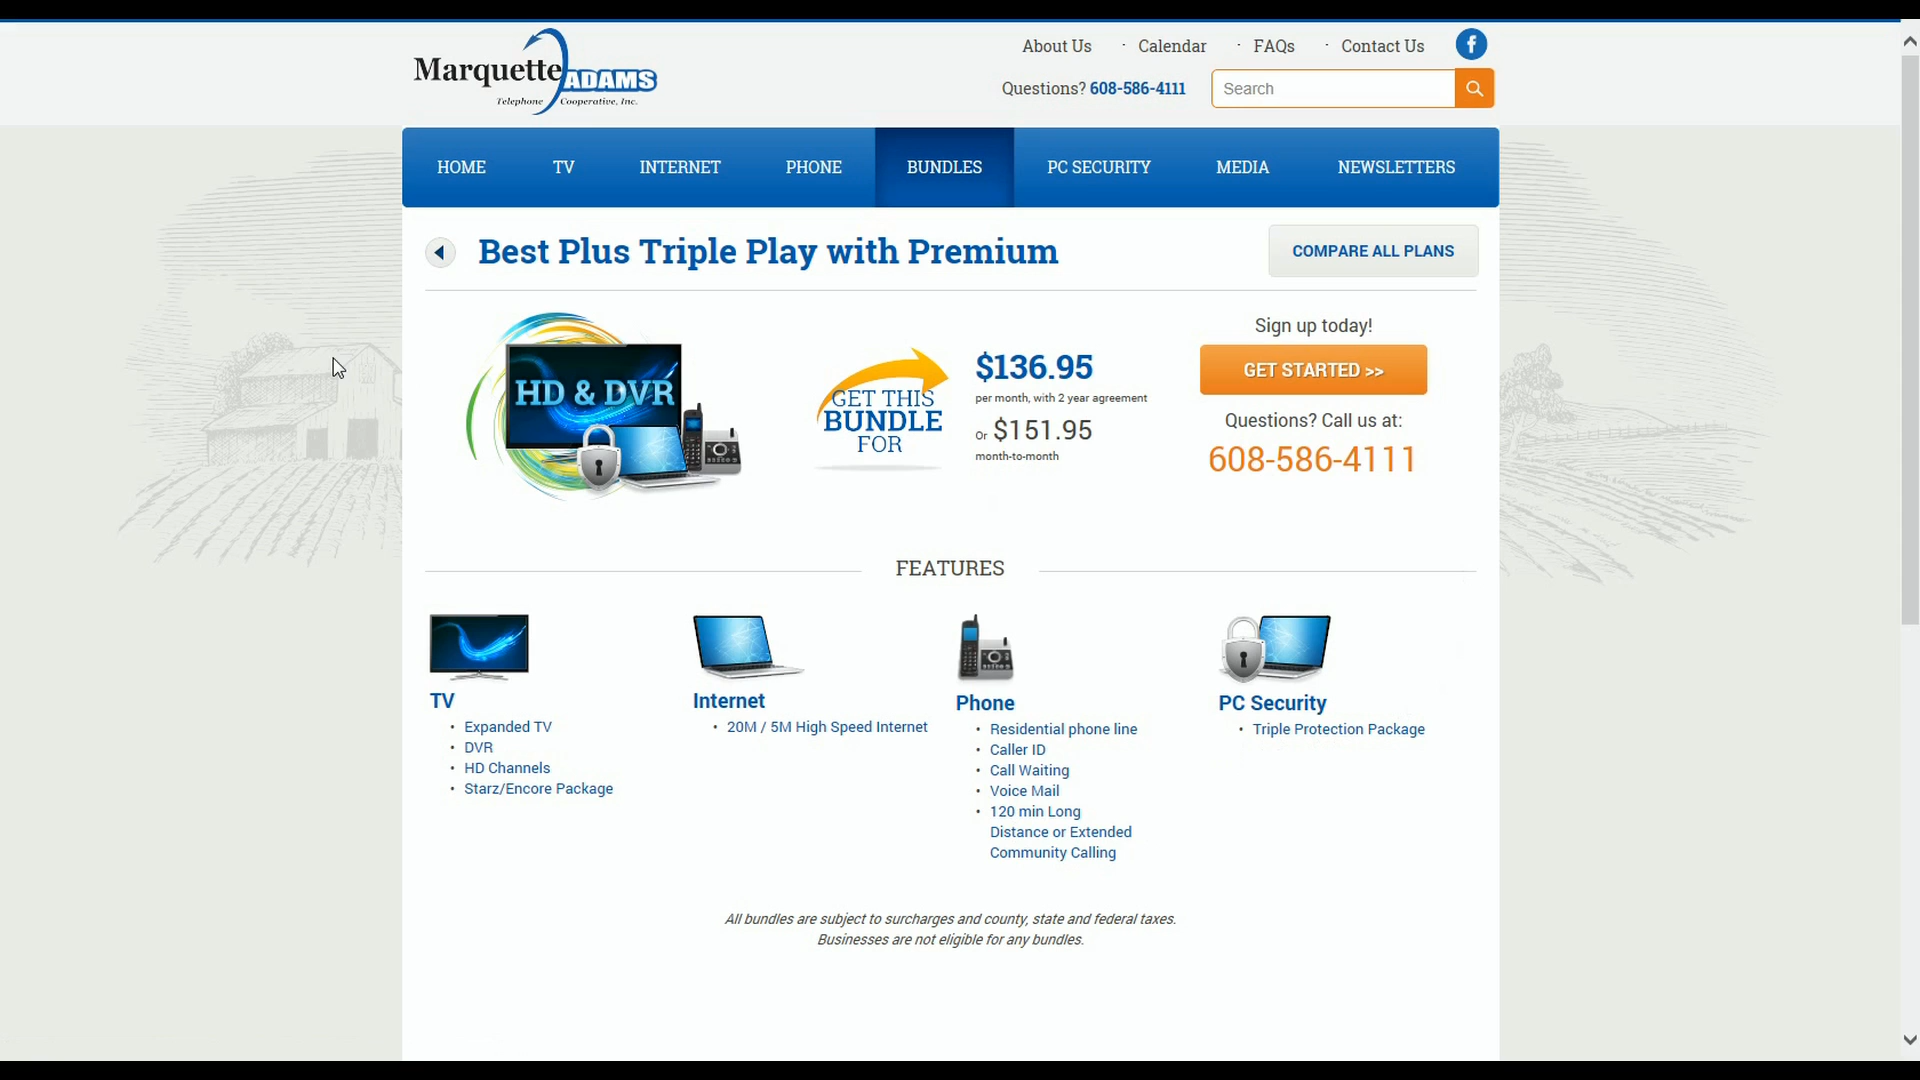 Marquette ADAMS
Telephone Cooperative, Inc.
About Us · Calendar · FAQs · Contact Us
Questions? 608-586-4111
Search
HOME
TV
INTERNET
PHONE
BUNDLES
PC SECURITY
MEDIA
NEWSLETTERS
Best Plus Triple Play with Premium
COMPARE ALL PLANS
HD & DVR
GET THIS
BUNDLE
FOR
$136.95
per month, with 2 year agreement
Or $151.95
month-to-month
Sign up today!
GET STARTED >>
Questions? Call us at:
608-586-4111
FEATURES
TV
• Expanded TV
• DVR
• HD Channels
• Starz/Encore Package
Internet
• 20M / 5M High Speed Internet
Phone
• Residential phone line
• Caller ID
• Call Waiting
• Voice Mail
• 120 min Long
Distance or Extended
Community Calling
PC Security
• Triple Protection Package
All bundles are subject to surcharges and county, state and federal taxes.
Businesses are not eligible for any bundles.